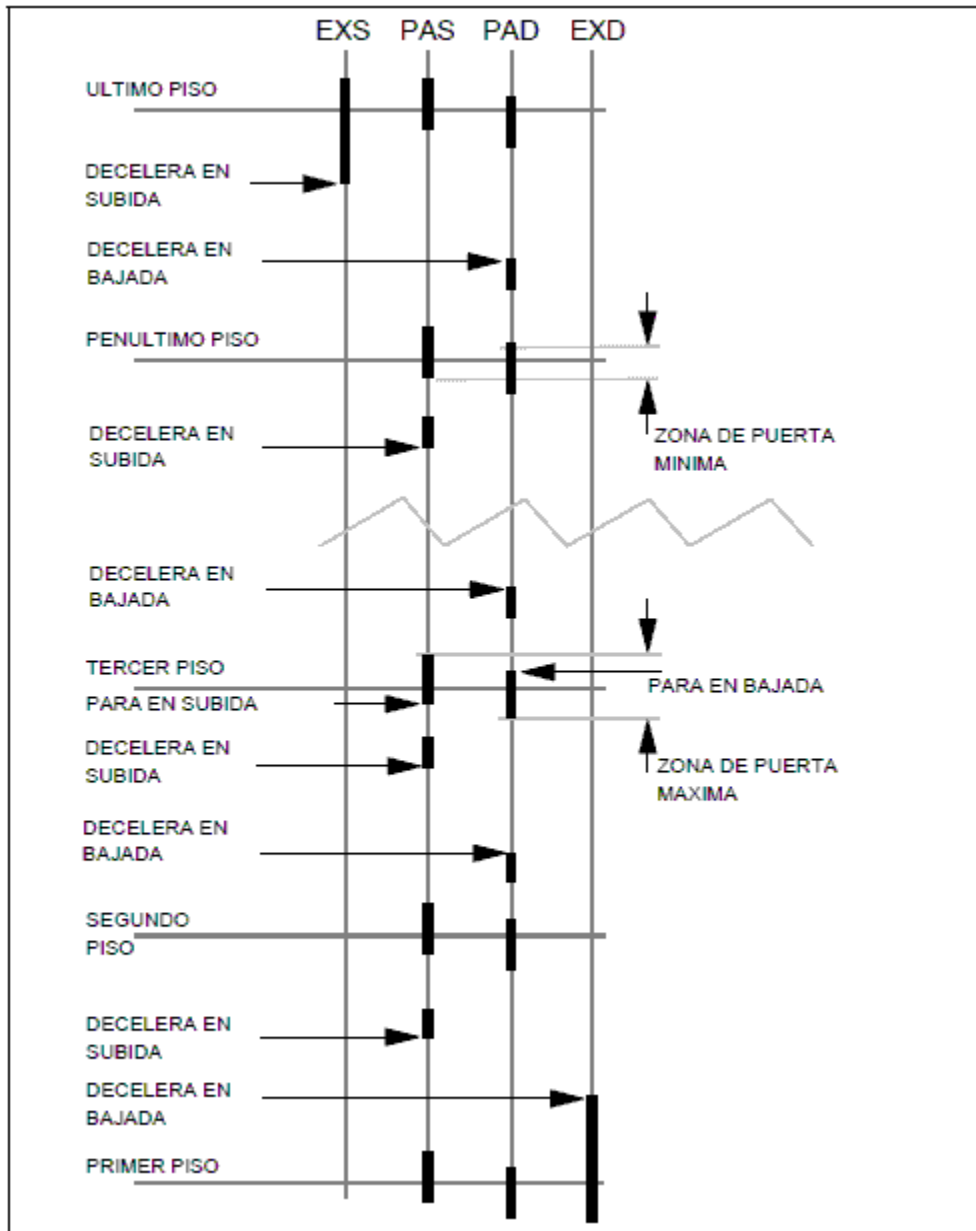 EXS PAS PAD EXD
ULTIMO PISO
DECELERA EN
SUBIDA
DECELERA EN
BAJADA
PENULTIMO PISO
DECELERA EN
SUBIDA
ZONA DE PUERTA
MINIMA
DECELERA EN
BAJADA
TERCER PISO
PARA EN BAJADA
PARA EN SUBIDA
DECELERA EN
SUBIDA
ZONA DE PUERTA
MAXIMA
DECELERA EN
BAJADA
SEGUNDO
PISO
DECELERA EN
SUBIDA
DECELERA EN
BAJADA
PRIMER PISO